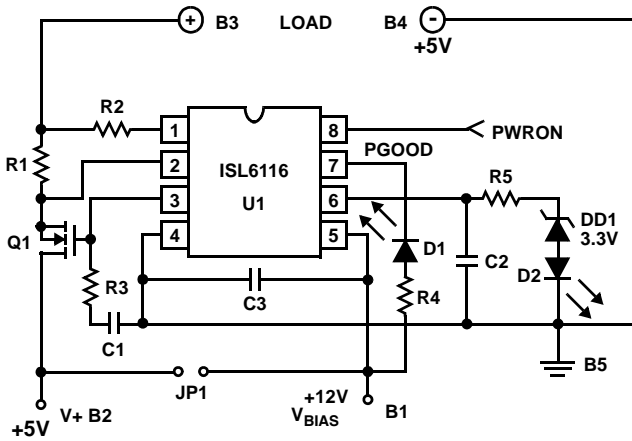 + B3 LOAD B4 -
+5V
R2
1 8 PWRON
ISL6116 PGOOD
R1 2 7 R5
U1
3 6 DD1
3.3V
Q1 4 5 D1
R3 C3 R4 C2 D2
C1
JP1 B5
+12V
V+ B2 VBIAS B1
+5V